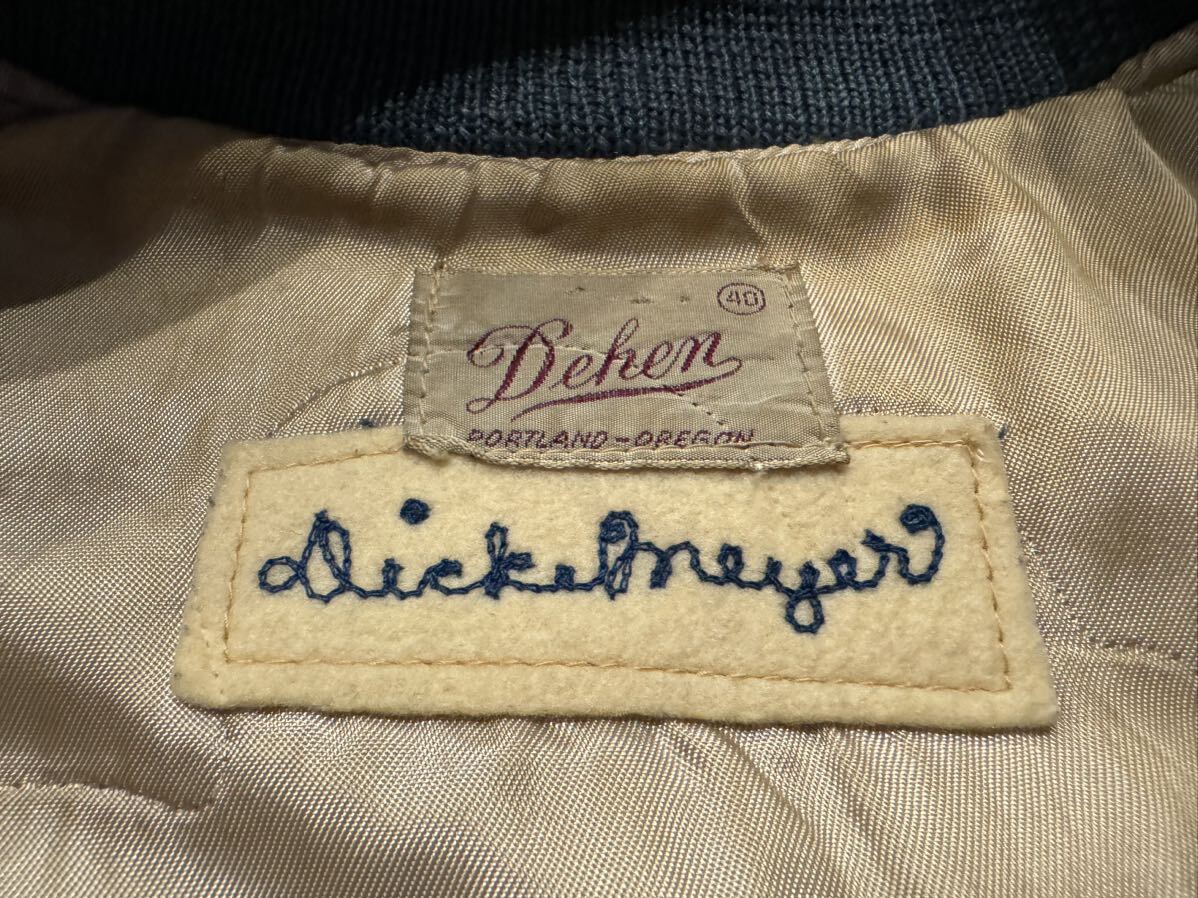 40
Dehen
PORTLAND-OREGON
Dick Meyer